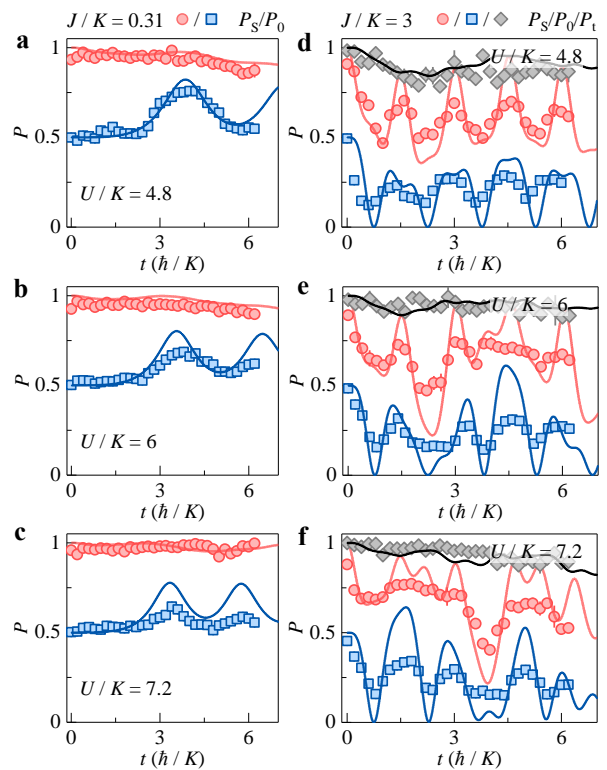 J / K = 0.31 / P_S/P_0
J / K = 3 / / P_S/P_0/P_t
a
1
0.5
0
P
U / K = 4.8
0 3 6
t (ħ / K)
d
1
0.5
0
P
U / K = 4.8
0 3 6
t (ħ / K)
b
1
0.5
0
P
U / K = 6
0 3 6
t (ħ / K)
e
1
0.5
0
P
U / K = 6
0 3 6
t (ħ / K)
c
1
0.5
0
P
U / K = 7.2
0 3 6
t (ħ / K)
f
1
0.5
0
P
U / K = 7.2
0 3 6
t (ħ / K)